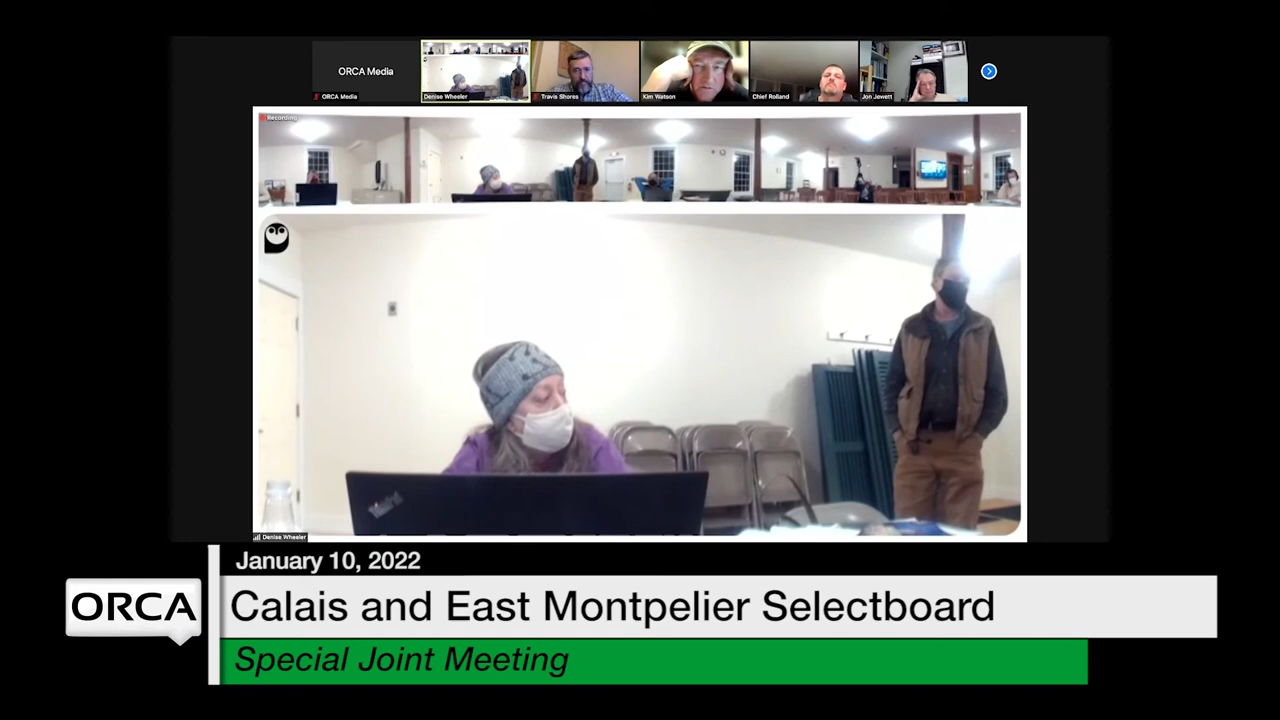 ORCA Media
ORCA Media
Denise Wheeler
Travis Shores
Kim Watson
Chief Rolland
Jon Jewett
Recording
ThinkPad
Denise Wheeler
January 10, 2022
ORCA
Calais and East Montpelier Selectboard
Special Joint Meeting